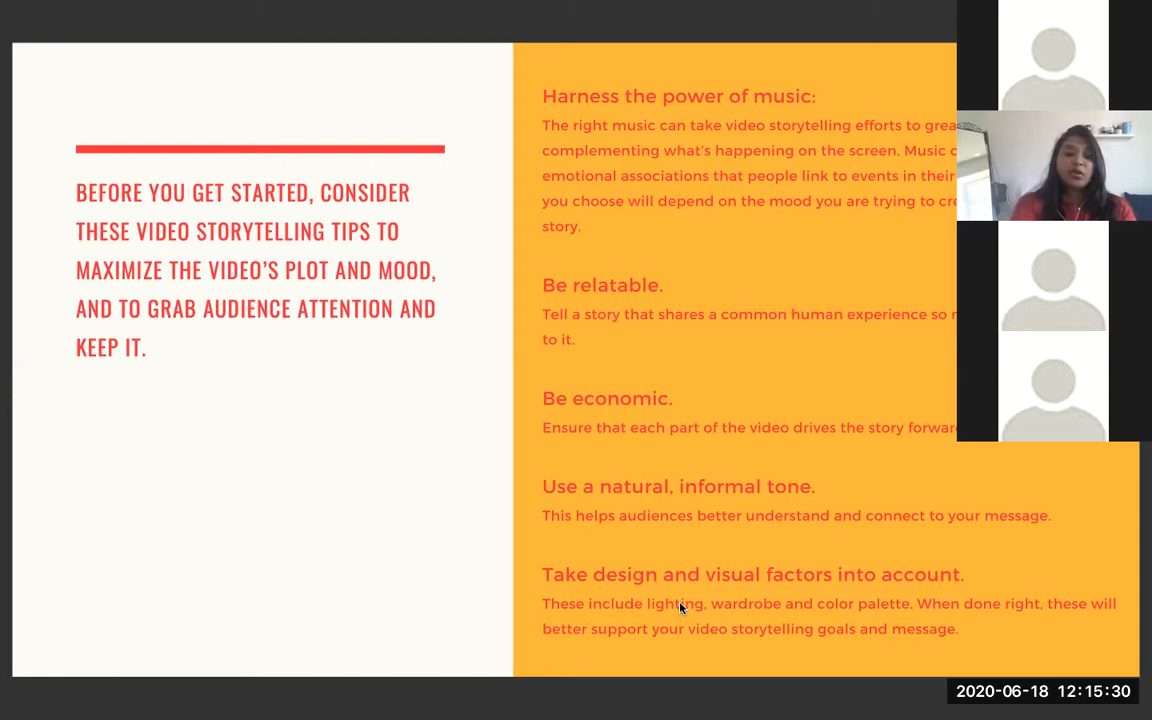 BEFORE YOU GET STARTED, CONSIDER
THESE VIDEO STORYTELLING TIPS TO
MAXIMIZE THE VIDEO'S PLOT AND MOOD,
AND TO GRAB AUDIENCE ATTENTION AND
KEEP IT.
Harness the power of music:
The right music can take video storytelling efforts to
complementing what's happening on the screen. Music
emotional associations that people link to events in their
you choose will depend on the mood you are trying to
story.
Be relatable.
Tell a story that shares a common human experience so
to it.
Be economic.
Ensure that each part of the video drives the story
Use a natural, informal tone.
This helps audiences better understand and connect to your message.
Take design and visual factors into account.
These include lighting, wardrobe and color palette. When done right, these will
better support your video storytelling goals and message.
2020-06-18 12:15:30